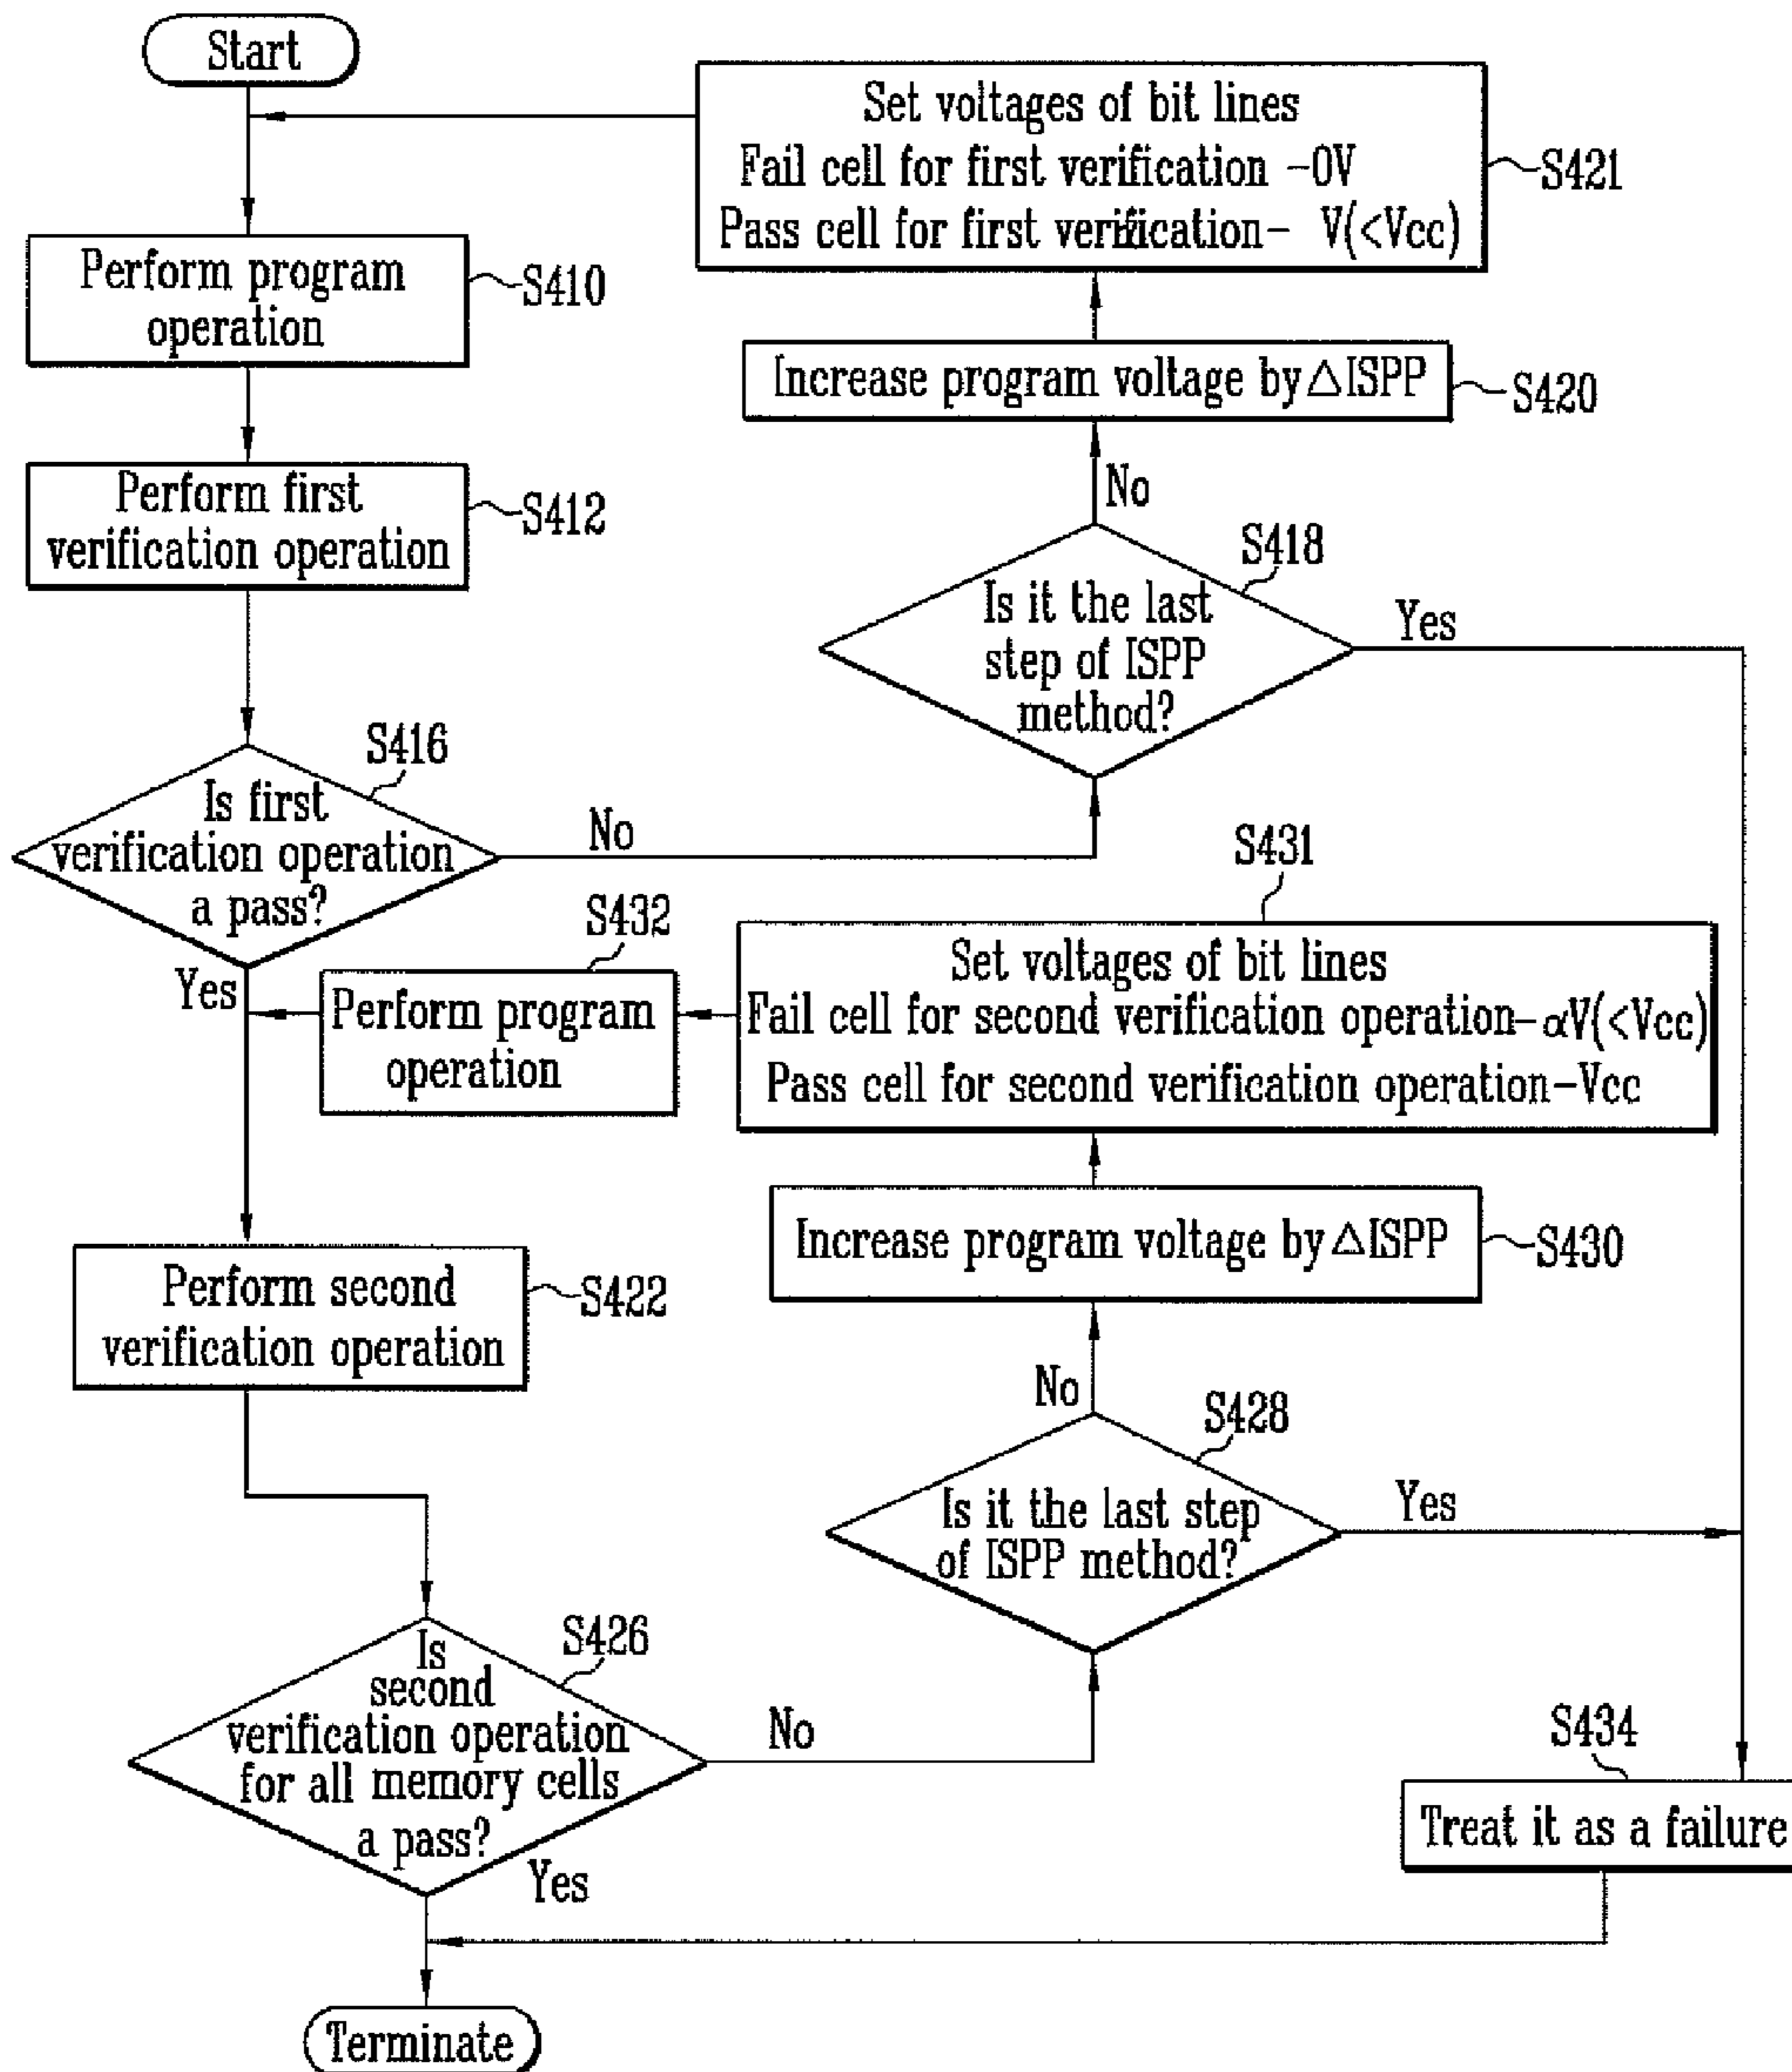 Start
Set voltages of bit lines
Fail cell for first verification -0V
Pass cell for first verification- V(<Vcc)
S421
Perform program
operation
S410
Increase program voltage by △ISPP
S420
Perform first
verification operation
S412
No
S418
Is it the last
step of ISPP
method?
Yes
S416
Is first
verification operation
a pass?
No
Yes
S432
Perform program
operation
S431
Set voltages of bit lines
Fail cell for second verification operation-αV(<Vcc)
Pass cell for second verification operation-Vcc
Increase program voltage by △ISPP
S430
Perform second
verification operation
S422
No
S428
Is it the last step
of ISPP method?
Yes
S426
Is
second
verification operation
for all memory cells
a pass?
No
Yes
S434
Treat it as a failure
Terminate